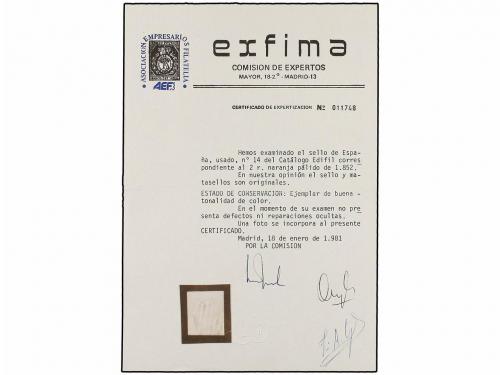 ASOCIACION EMPRESARIOS FILATELIA
AEF
exfima
COMISION DE EXPERTOS
MAYOR, 18-2.° - MADRID-13
CERTIFICADO DE EXPERTIZACION Nº 011748
Hemos examinado el sello de Espa-
ña, usado, nº 14 del Catálogo Edifil corres
pondiente al 2 r. naranja pálido de 1.852.
En nuestra opinión el sello y ma-
tasellos son originales.
ESTADO DE CONSERVACION: Ejemplar de buena
tonalidad de color.
En el momento de su examen no pre
senta defectos ni reparaciones ocultas.
Una foto se incorpora al presente
CERTIFICADO.
Madrid, 18 de enero de 1.981
POR LA COMISION